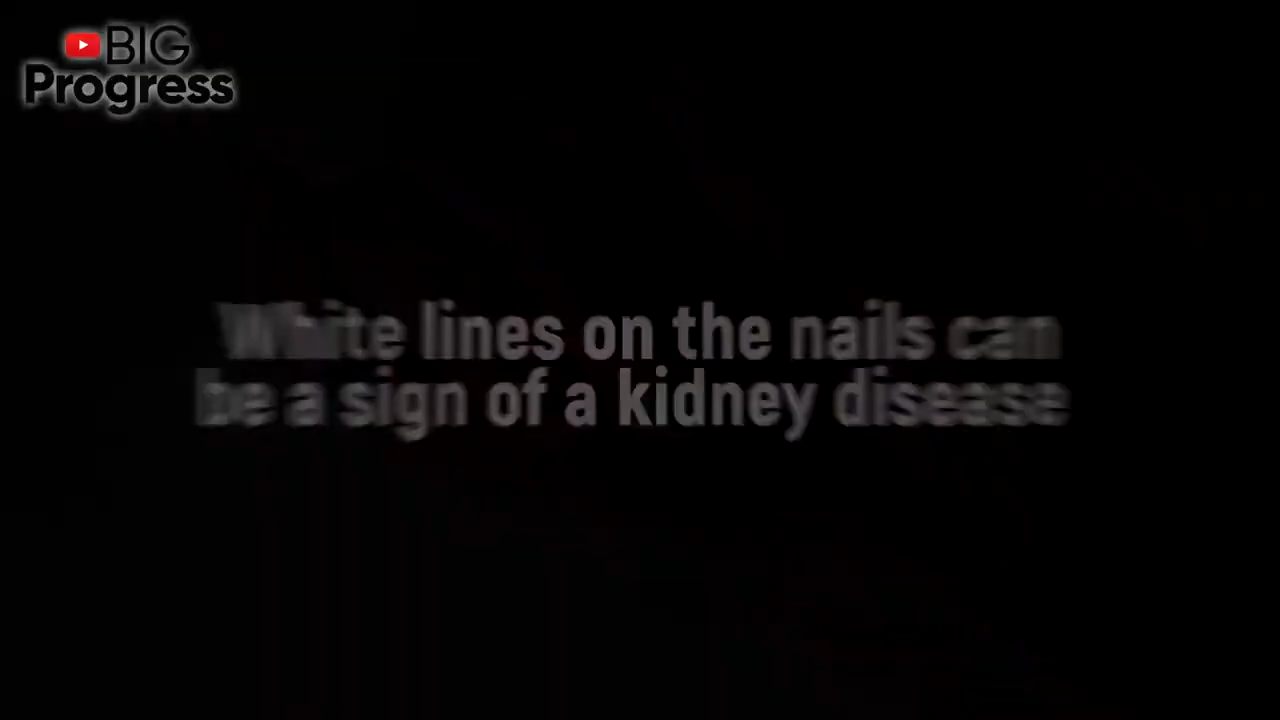 BIG
Progress
White lines on the nails can
be a sign of a kidney disease